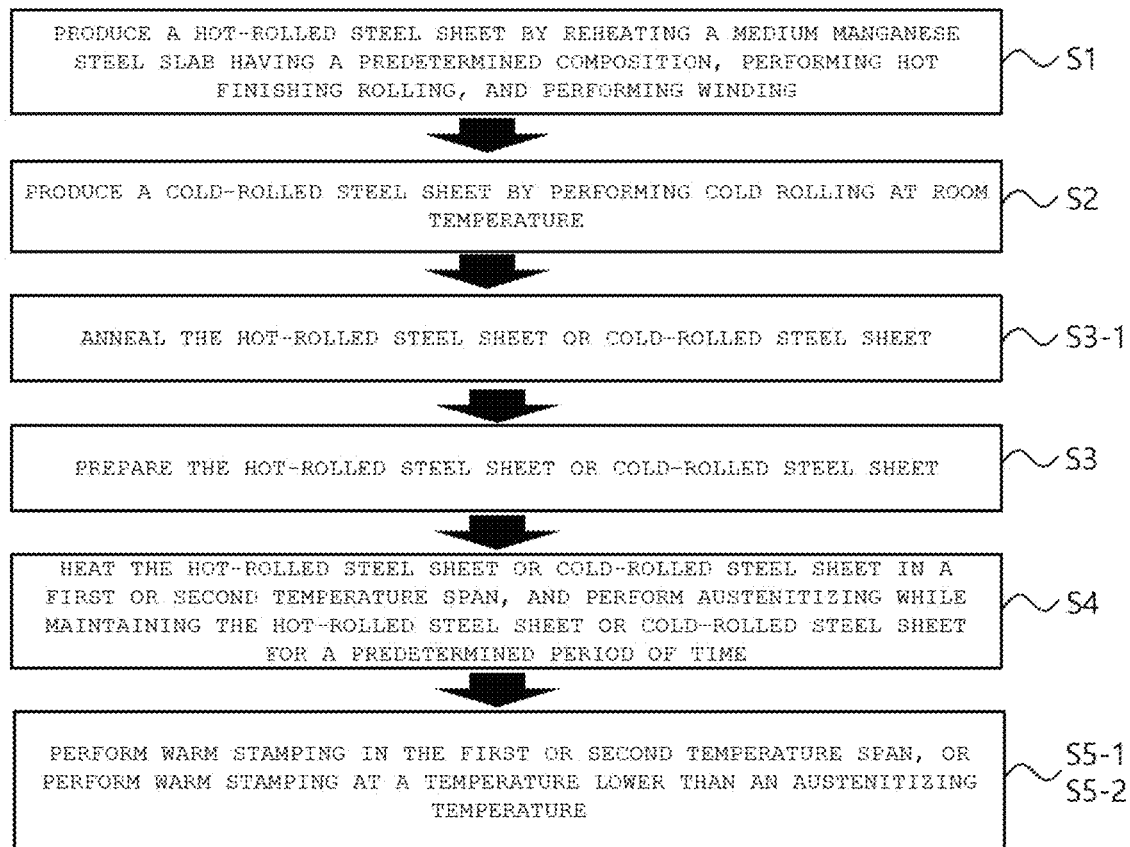 PRODUCE A HOT-ROLLED STEEL SHEET BY REHEATING A MEDIUM MANGANESE
STEEL SLAB HAVING A PREDETERMINED COMPOSITION, PERFORMING HOT
FINISHING ROLLING, AND PERFORMING WINDING
S1
PRODUCE A COLD-ROLLED STEEL SHEET BY PERFORMING COLD ROLLING AT ROOM
TEMPERATURE
S2
ANNEAL THE HOT-ROLLED STEEL SHEET OR COLD-ROLLED STEEL SHEET
S3-1
PREPARE THE HOT-ROLLED STEEL SHEET OR COLD-ROLLED STEEL SHEET
S3
HEAT THE HOT-ROLLED STEEL SHEET OR COLD-ROLLED STEEL SHEET IN A
FIRST OR SECOND TEMPERATURE SPAN, AND PERFORM AUSTENITIZING WHILE
MAINTAINING THE HOT-ROLLED STEEL SHEET OR COLD-ROLLED STEEL SHEET
FOR A PREDETERMINED PERIOD OF TIME
S4
PERFORM WARM STAMPING IN THE FIRST OR SECOND TEMPERATURE SPAN, OR
PERFORM WARM STAMPING AT A TEMPERATURE LOWER THAN AN AUSTENITIZING
TEMPERATURE
S5-1
S5-2